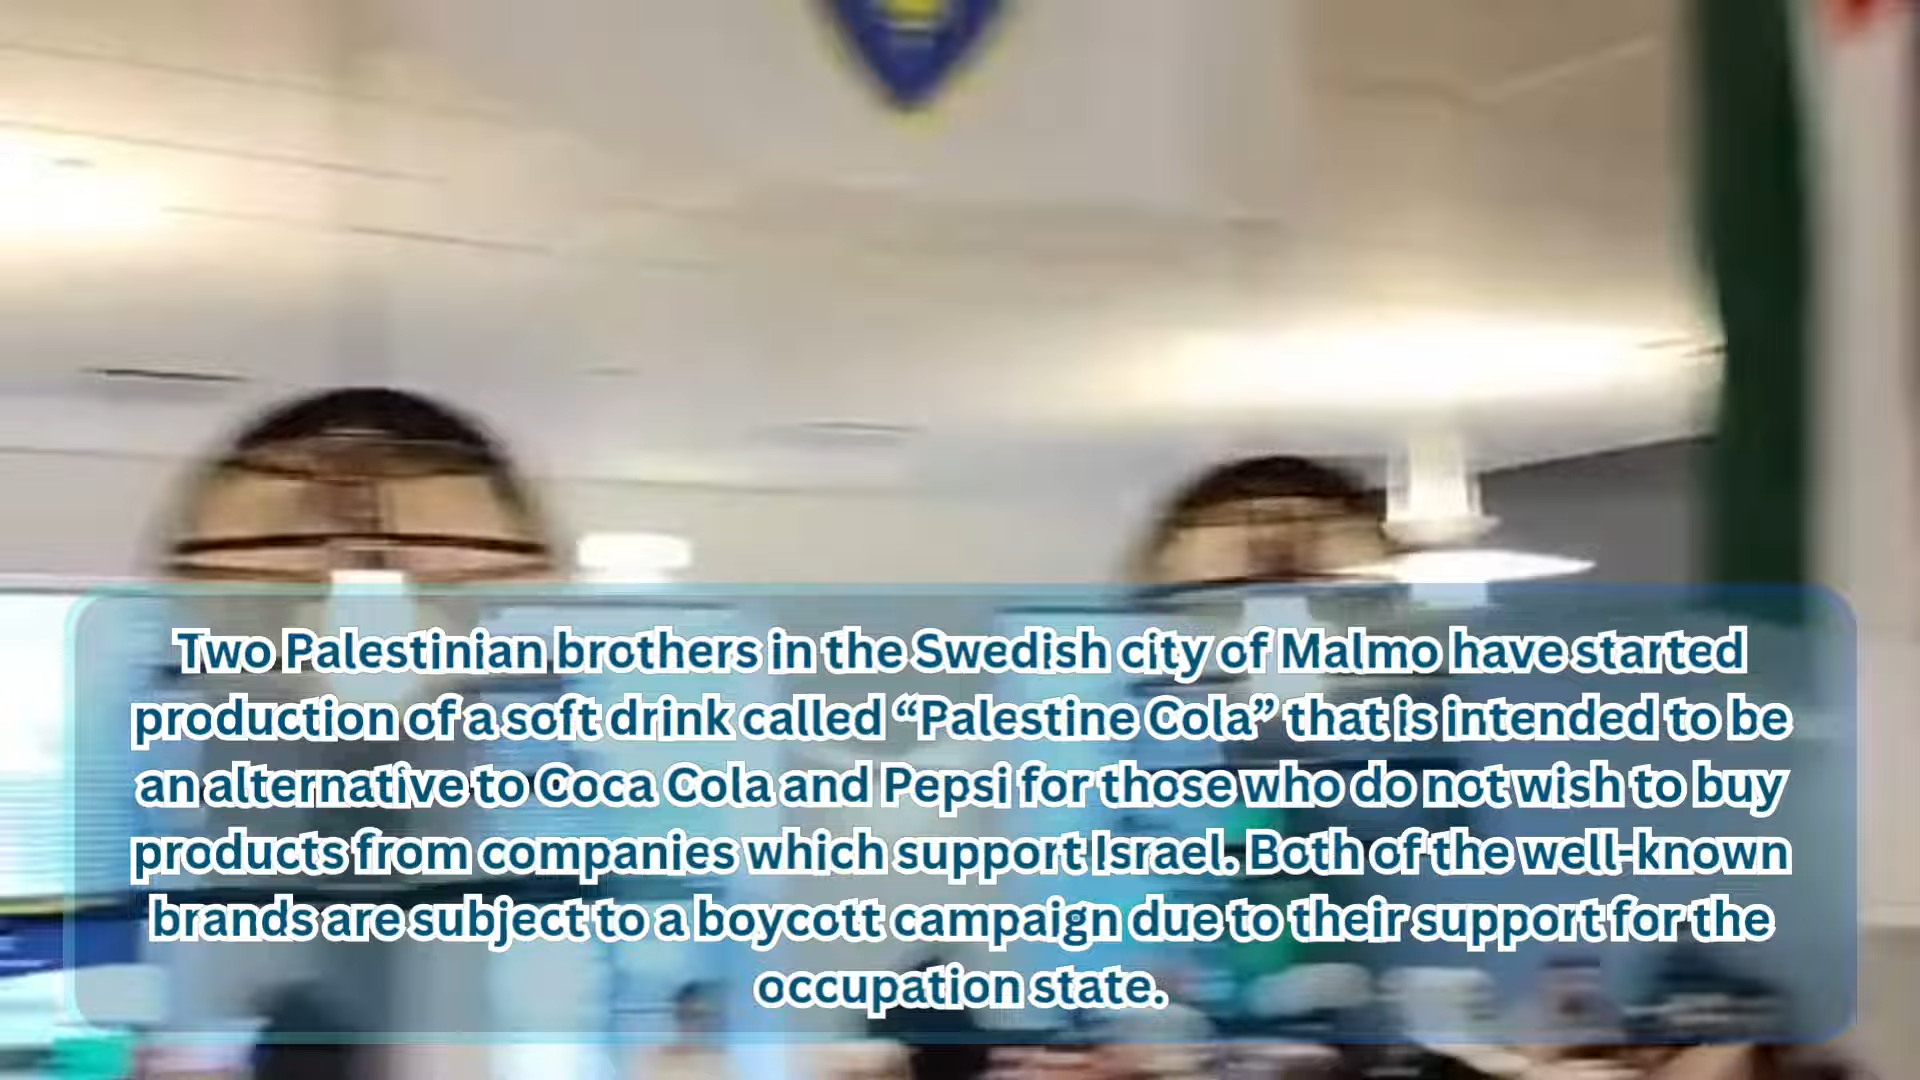 Two Palestinian brothers in the Swedish city of Malmo have started
production of a soft drink called “Palestine Cola” that is intended to be
an alternative to Coca Cola and Pepsi for those who do not wish to buy
products from companies which support Israel. Both of the well-known
brands are subject to a boycott campaign due to their support for the
occupation state.